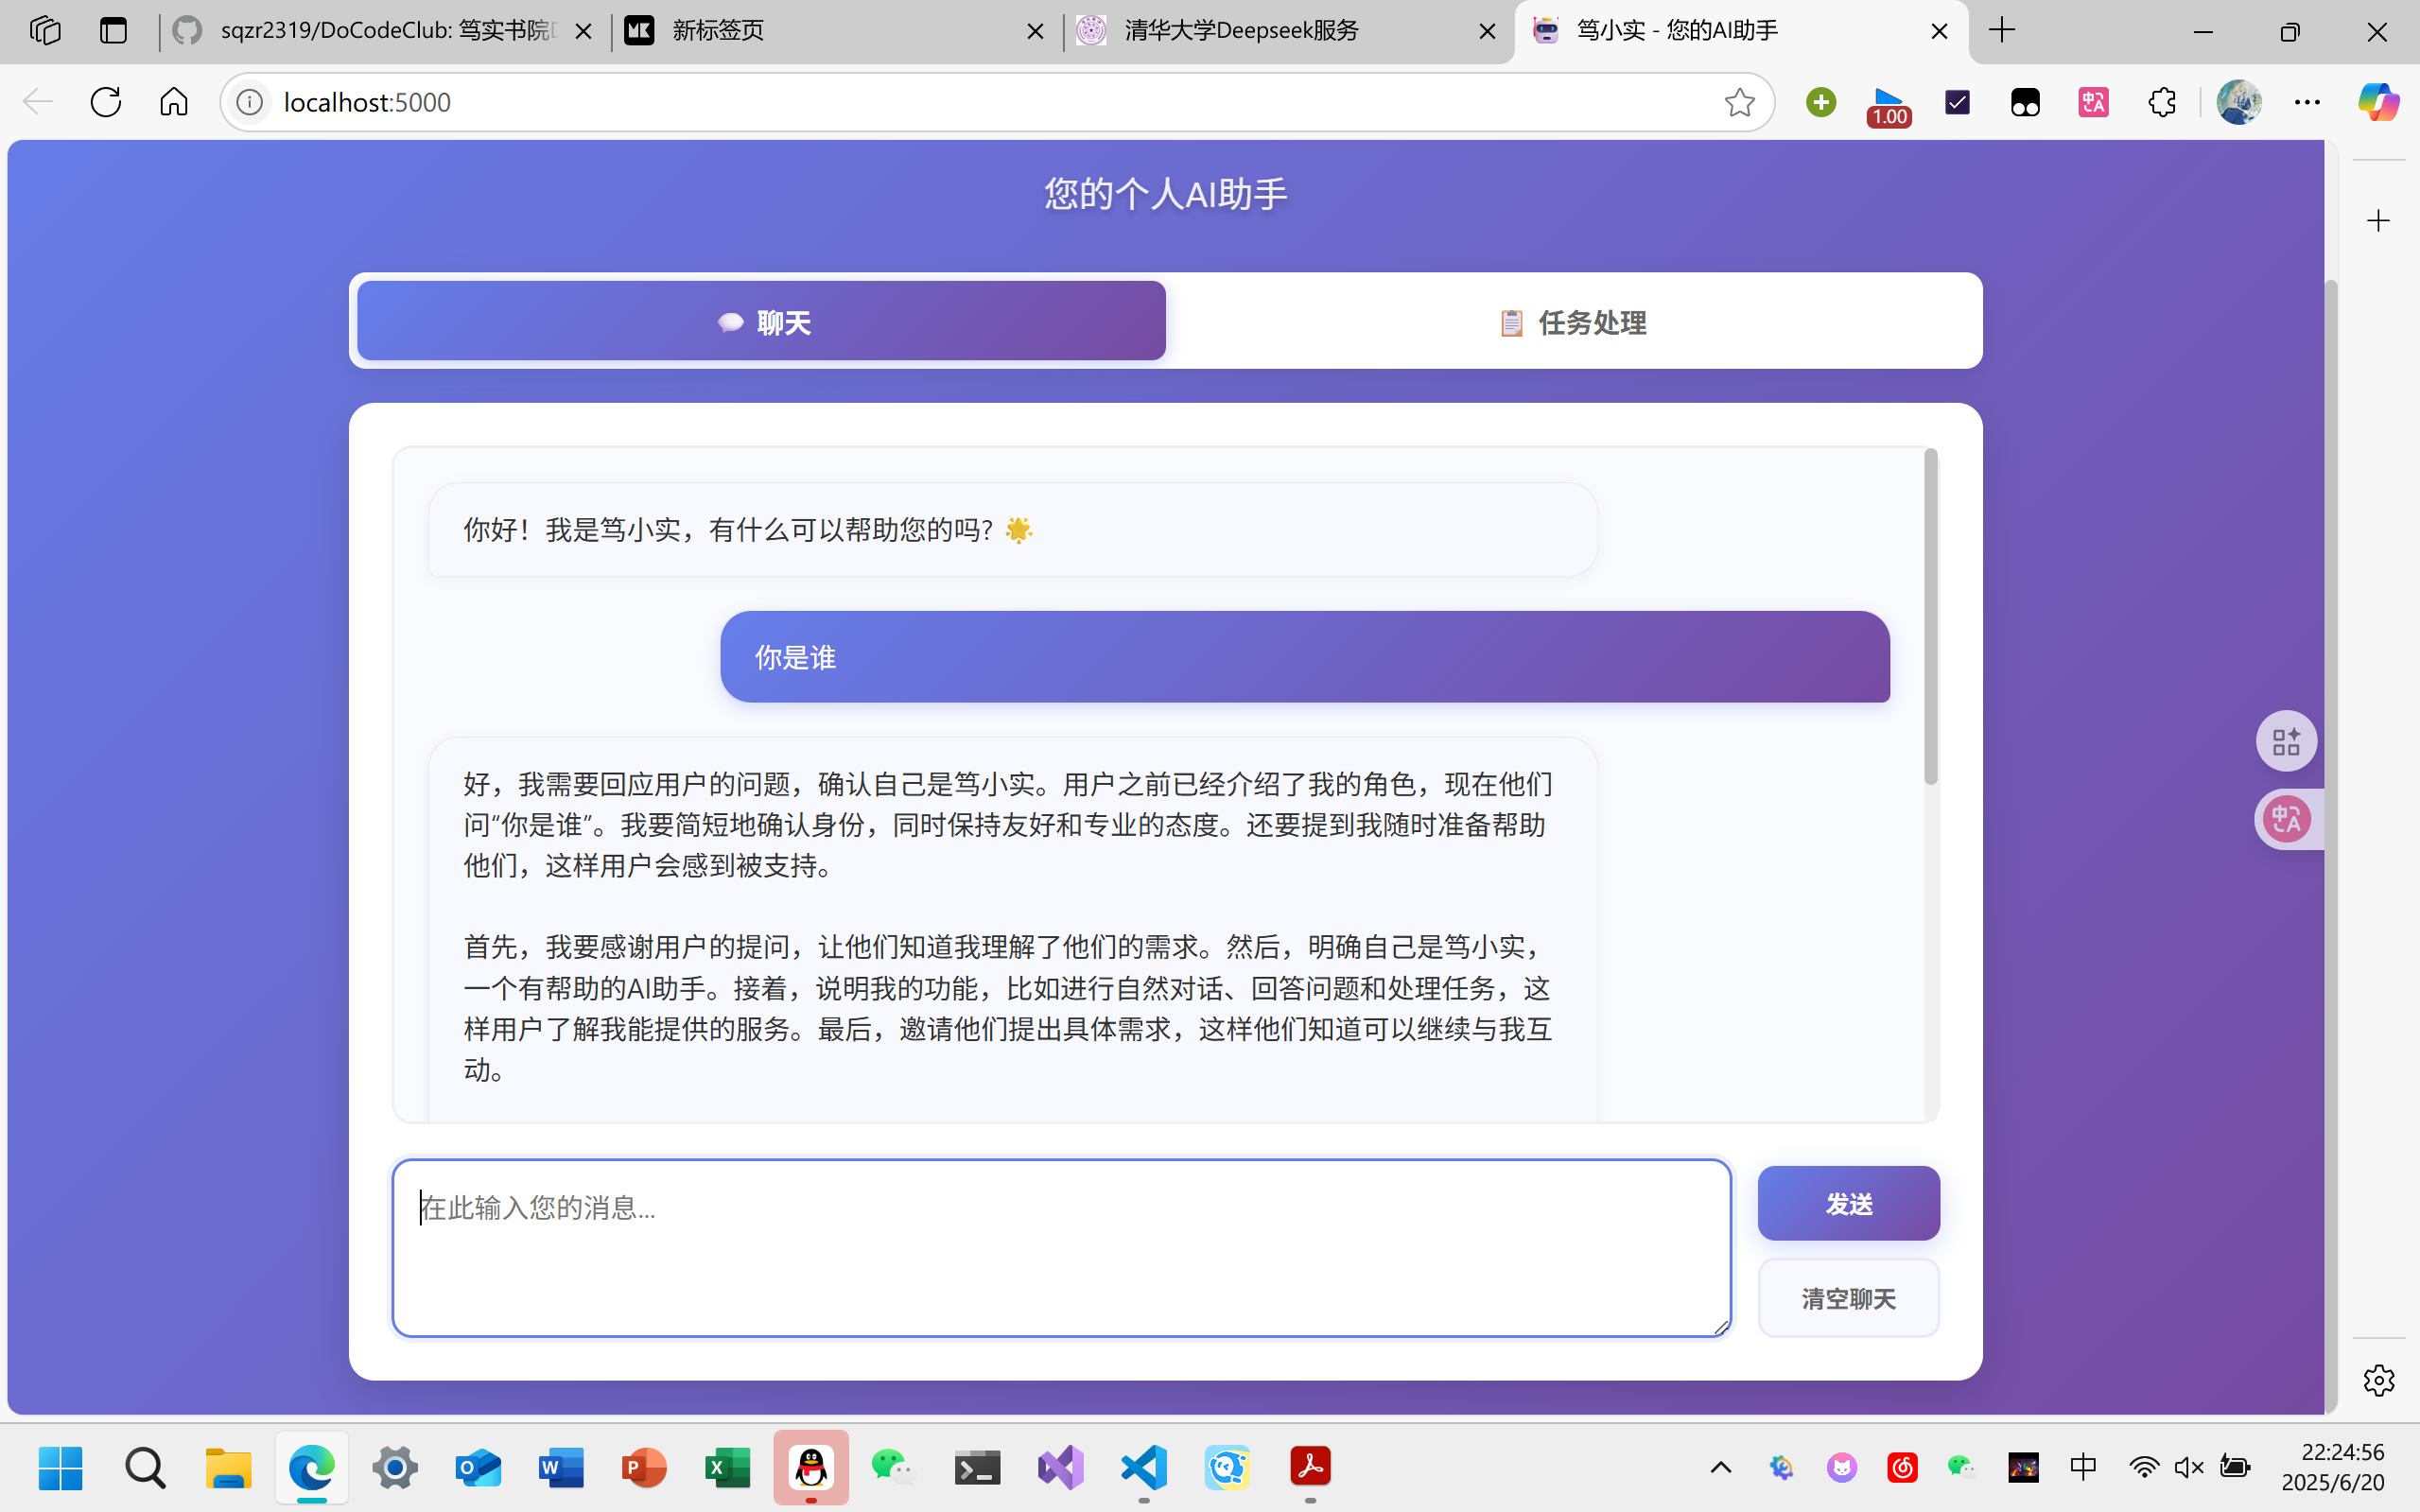 sqzr2319/DoCodeClub: 笃实书院
新标签页
清华大学Deepseek服务
笃小实 - 您的AI助手
localhost:5000
1.00
您的个人AI助手
聊天
任务处理
你好！我是笃小实，有什么可以帮助您的吗？
你是谁
好，我需要回应用户的问题，确认自己是笃小实。用户之前已经介绍了我的角色，现在他们
问“你是谁”。我要简短地确认身份，同时保持友好和专业的态度。还要提到我随时准备帮助
他们，这样用户会感到被支持。
首先，我要感谢用户的提问，让他们知道我理解了他们的需求。然后，明确自己是笃小实，
一个有帮助的AI助手。接着，说明我的功能，比如进行自然对话、回答问题和处理任务，这
样用户了解我能提供的服务。最后，邀请他们提出具体需求，这样他们知道可以继续与我互
动。
在此输入您的消息...
发送
清空聊天
中
22:24:56
2025/6/20